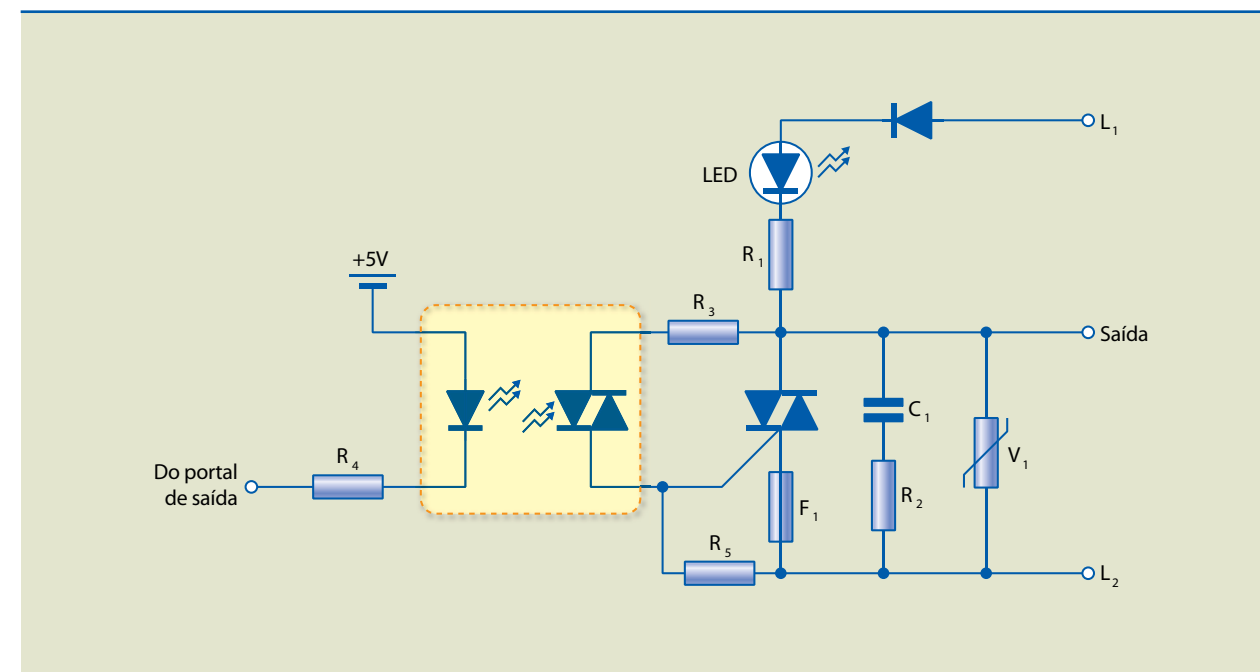 L₁
LED
R₁
+5V
R₃
Saída
C₁
R₄
V₁
Do portal
de saída
R₂
F₁
R₅
L₂